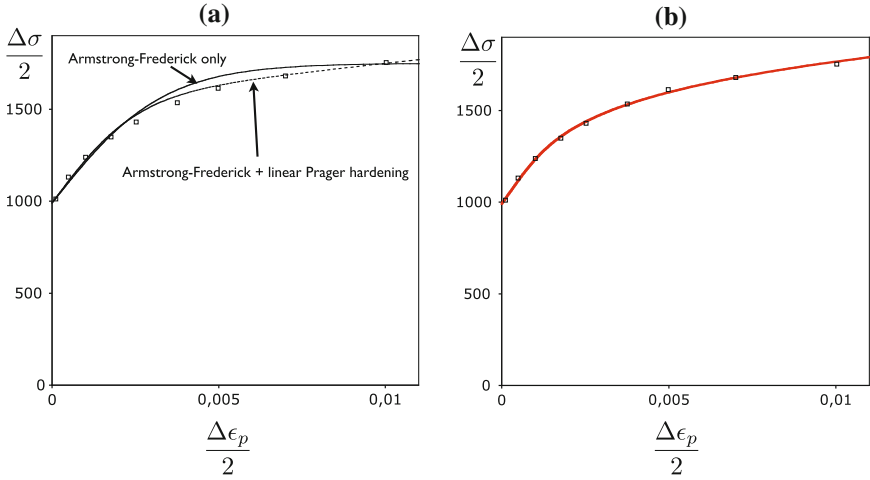 (a)
Δσ
2
Armstrong-Frederick only
1500
Armstrong-Frederick + linear Prager hardening
1000
500
0
0 0,005 0,01
Δϵp
2
(b)
Δσ
2
1500
1000
500
0
0 0,005 0,01
Δϵp
2